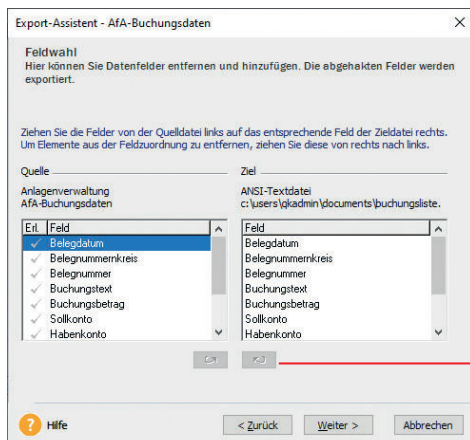 Export-Assistent - AfA-Buchungsdaten
Feldwahl
Hier können Sie Datenfelder entfernen und hinzufügen. Die abgehakten Felder werden
exportiert.
Ziehen Sie die Felder von der Quelldatei links auf das entsprechende Feld der Zieldatei rechts.
Um Elemente aus der Feldzuordnung zu entfernen, ziehen Sie diese von rechts nach links.
Quelle
Anlagenverwaltung
AfA-Buchungsdaten
Erl. Feld
Belegdatum
Belegnummernkreis
Belegnummer
Buchungstext
Buchungsbetrag
Sollkonto
Habenkonto
Ziel
ANSI-Textdatei
c:\users\qkadmin\documents\buchungsliste.
Feld
Belegdatum
Belegnummernkreis
Belegnummer
Buchungstext
Buchungsbetrag
Sollkonto
Habenkonto
? Hilfe
< Zurück
Weiter >
Abbrechen